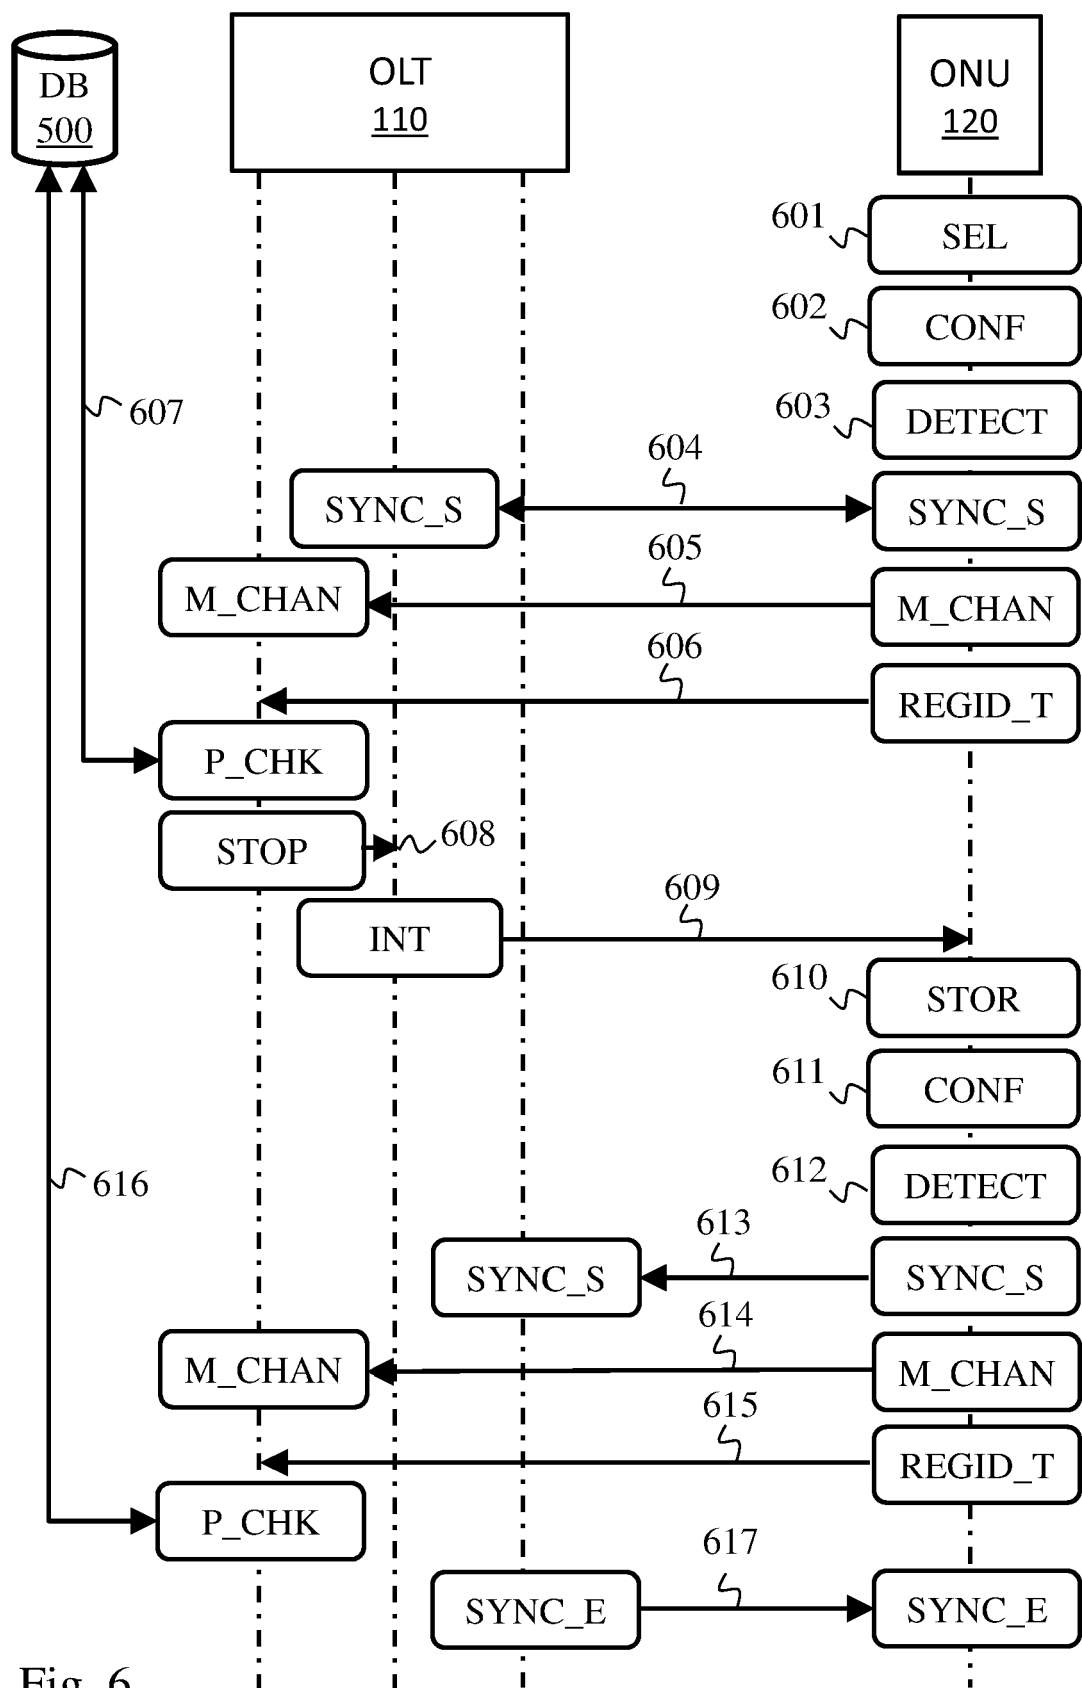 DB
500
OLT
110
ONU
120
601
SEL
602
CONF
607
603
DETECT
604
SYNC_S
SYNC_S
605
M_CHAN
M_CHAN
606
REGID_T
P_CHK
STOP
608
609
INT
610
STOR
611
CONF
616
612
DETECT
613
SYNC_S
SYNC_S
614
M_CHAN
M_CHAN
615
REGID_T
P_CHK
617
SYNC_E
SYNC_E
Fig. 6